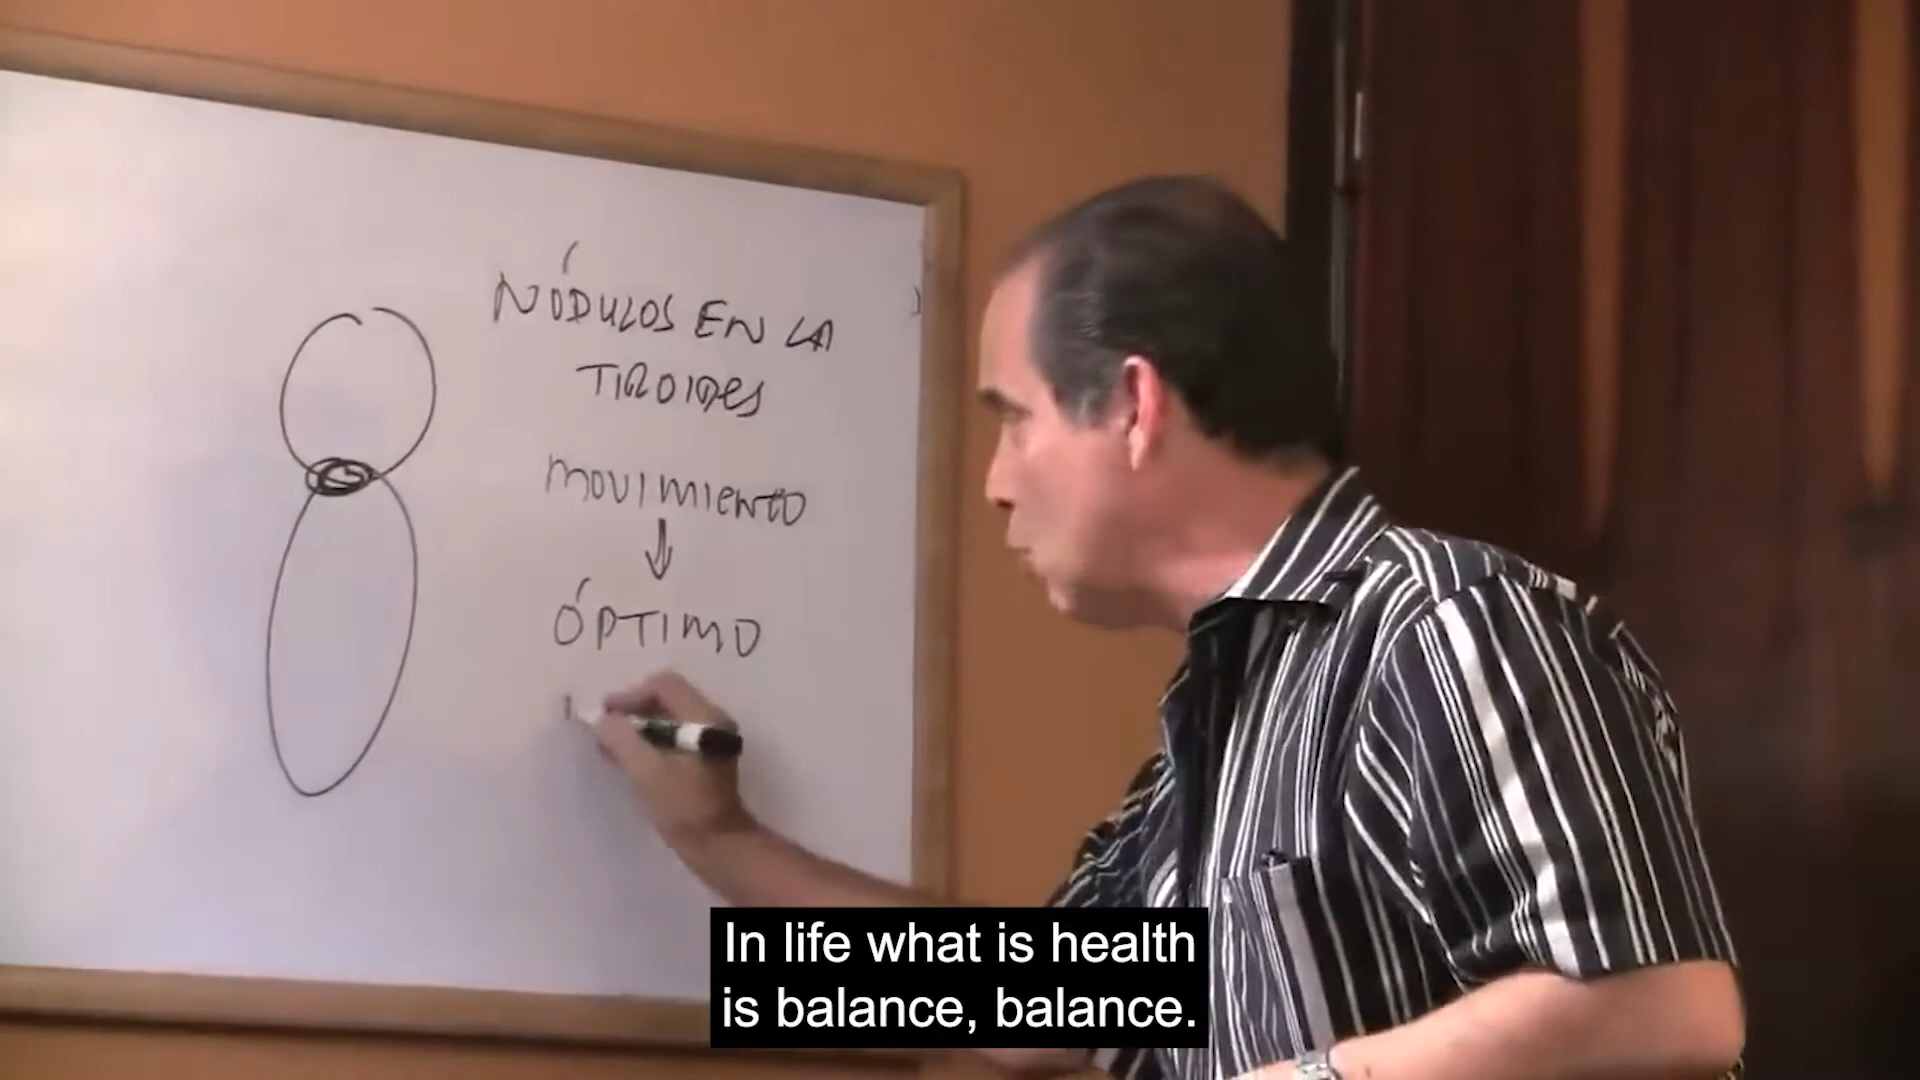 NÓDULOS EN LA
TIROIDES
MOVIMIENTO
ÓPTIMO
In life what is health
is balance, balance.